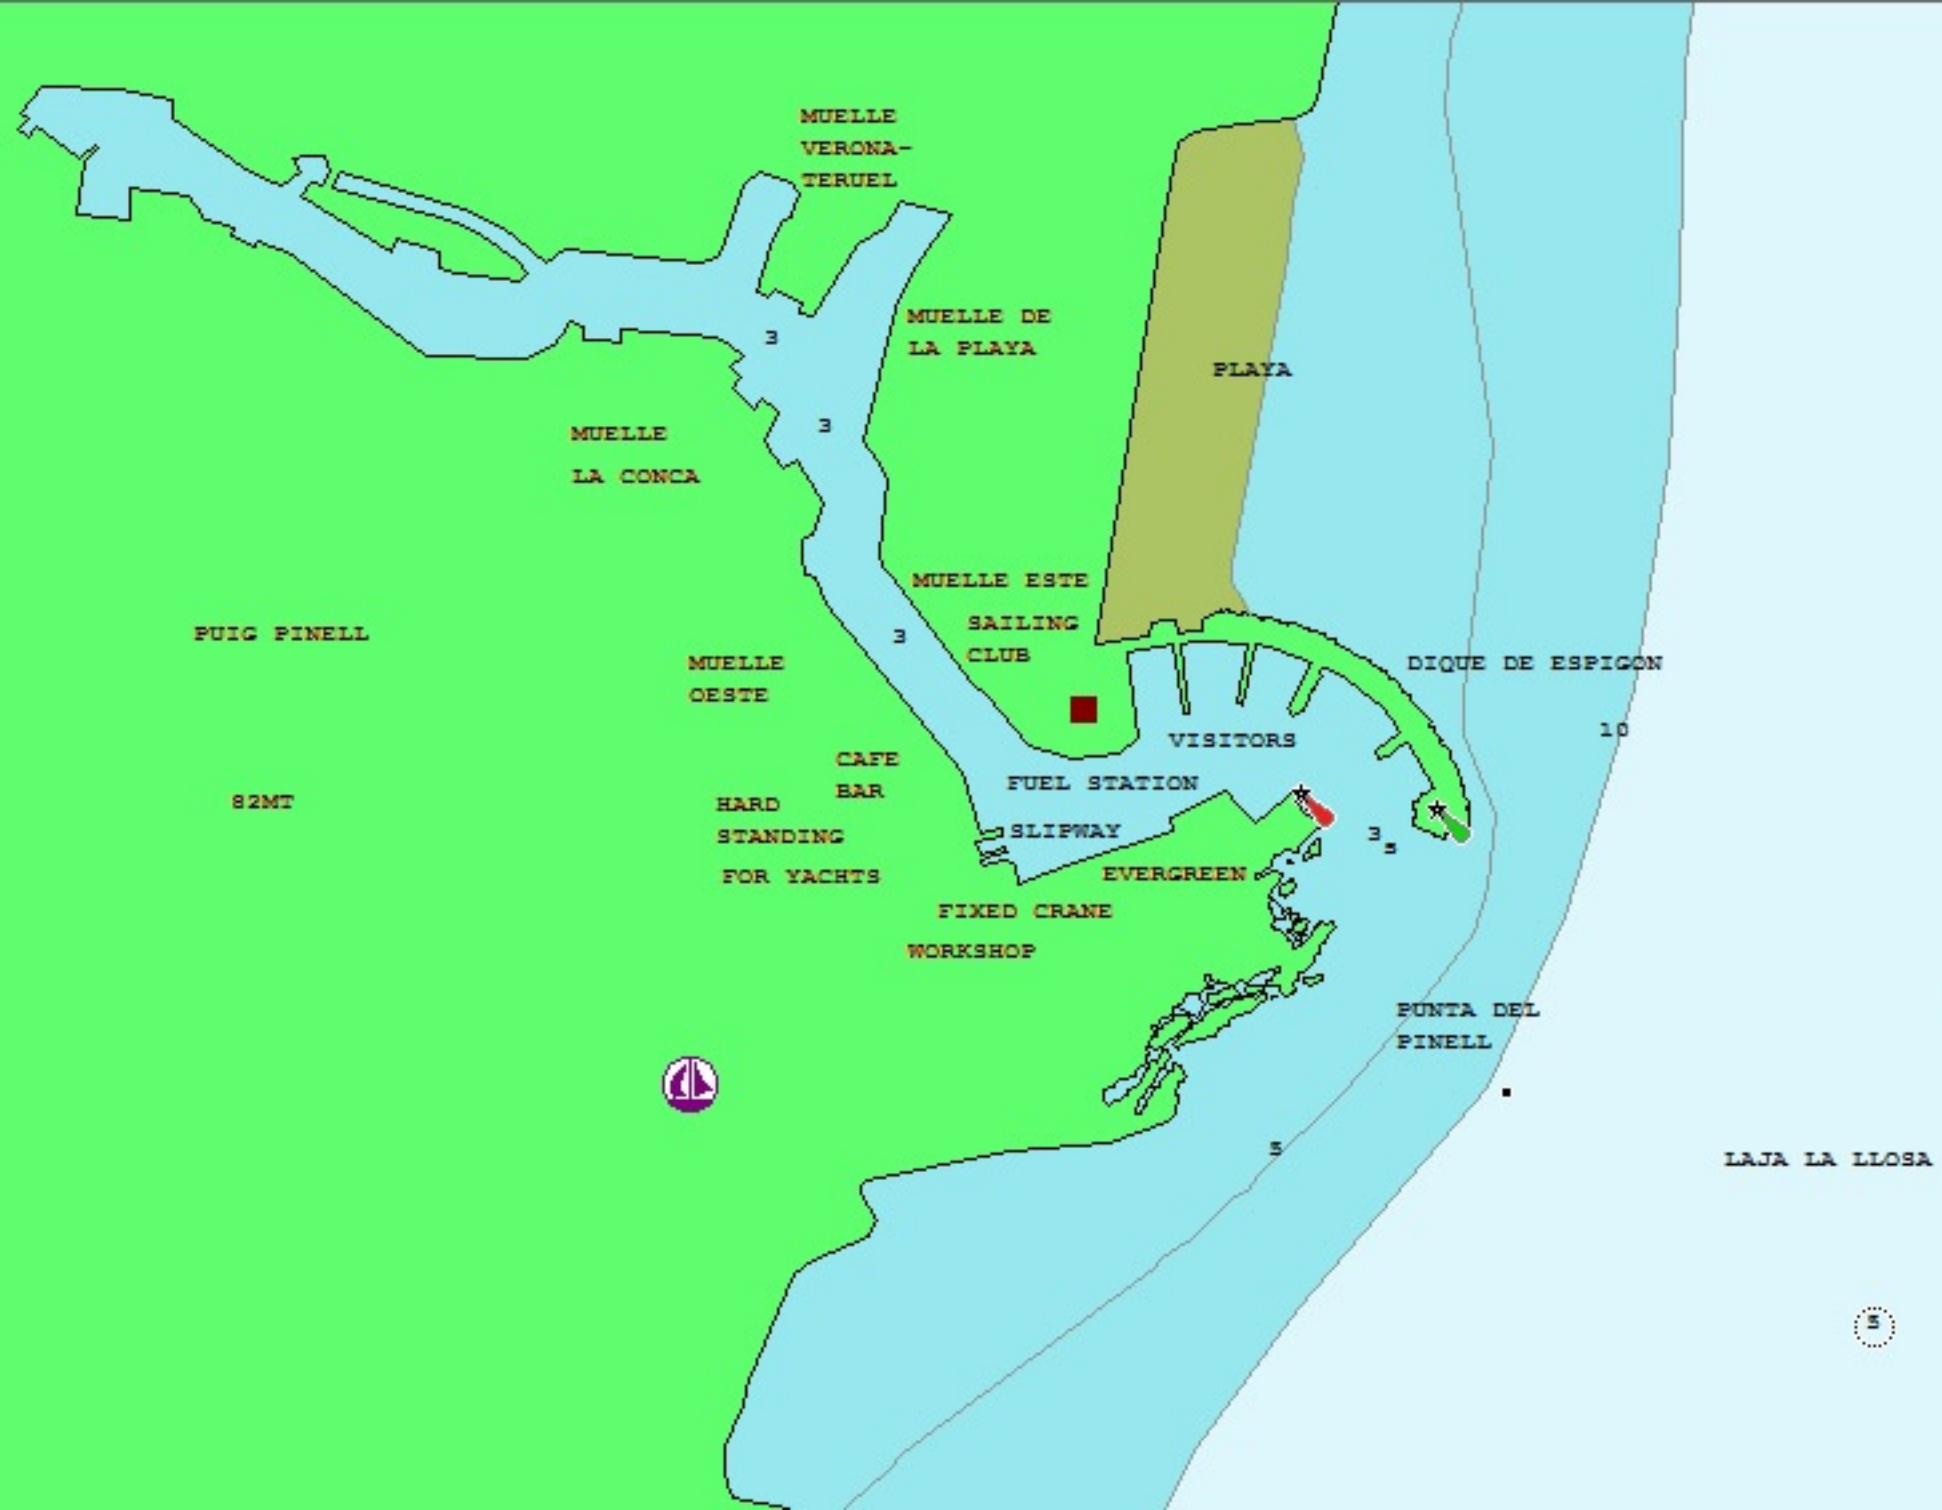 MUELLE
VERONA-
TERUEL
MUELLE DE
LA PLAYA
3
PLAYA
3
MUELLE
LA CONCA
MUELLE ESTE
SAILING
CLUB
3
PUIG PINELL
MUELLE
OESTE
DIQUE DE ESPIGON
10
VISITORS
CAFE
BAR
FUEL STATION
82MT
HARD
STANDING
FOR YACHTS
SLIPWAY
3
5
EVERGREEN
FIXED CRANE
WORKSHOP
PUNTA DEL
PINELL
5
LAJA LA LLOSA
5